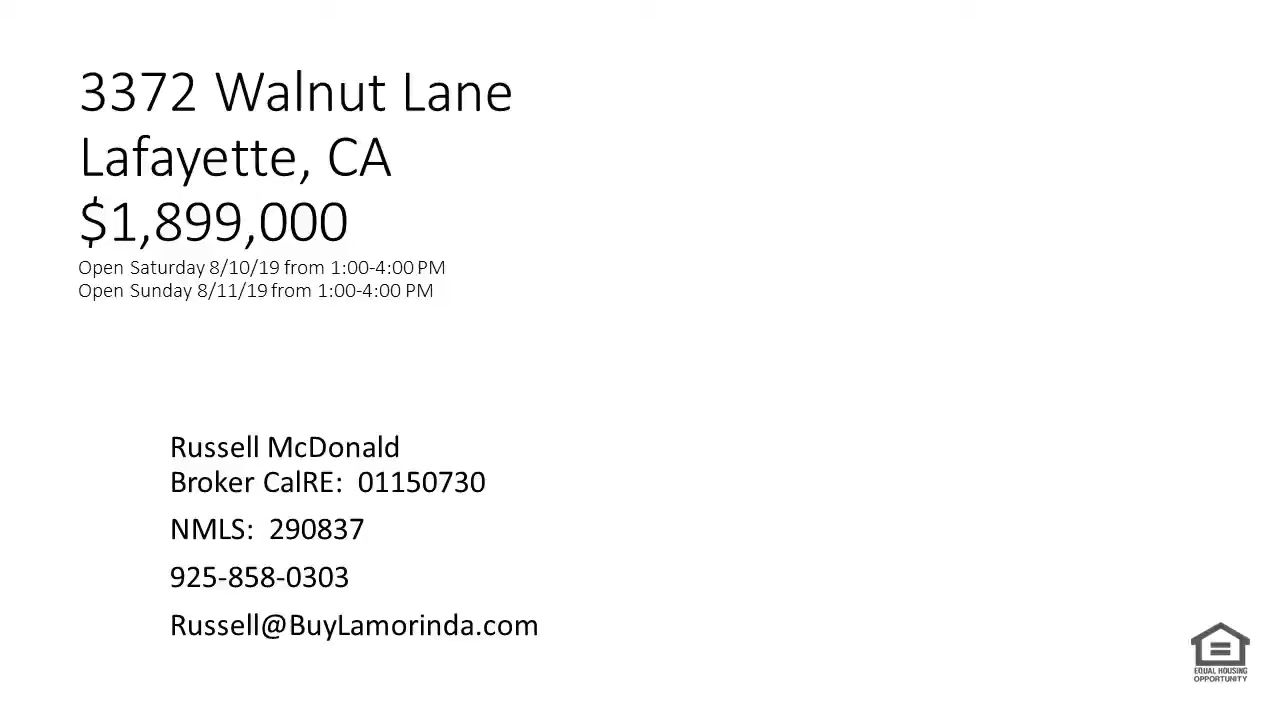 3372 Walnut Lane
Lafayette, CA
$1,899,000
Open Saturday 8/10/19 from 1:00-4:00 PM
Open Sunday 8/11/19 from 1:00-4:00 PM
Russell McDonald
Broker CalRE:  01150730
NMLS:  290837
925-858-0303
Russell@BuyLamorinda.com
EQUAL HOUSING
OPPORTUNITY